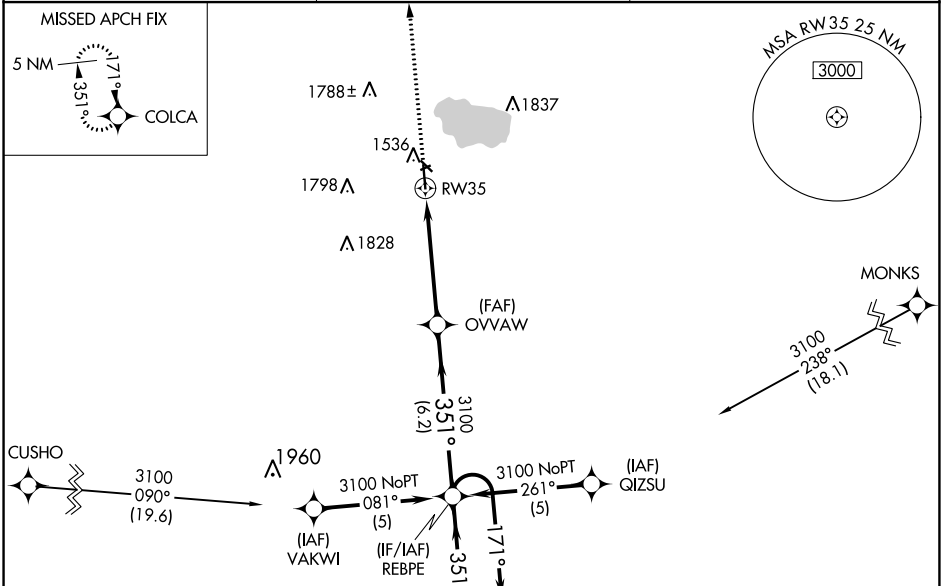 MISSED APCH FIX
5 NM
171°
351°
COLCA
1788±
1837
1536
1798
RW35
1828
MSA RW35 25 NM
3000
MONKS
(FAF)
OVVAW
3100
238°
(18.1)
3100
351°
(6.2)
CUSHO
1960
3100
090°
(19.6)
3100 NoPT
081°
(5)
3100 NoPT
261°
(5)
(IAF)
QIZSU
(IAF)
VAKWI
(IF/IAF)
REBPE
351
171°